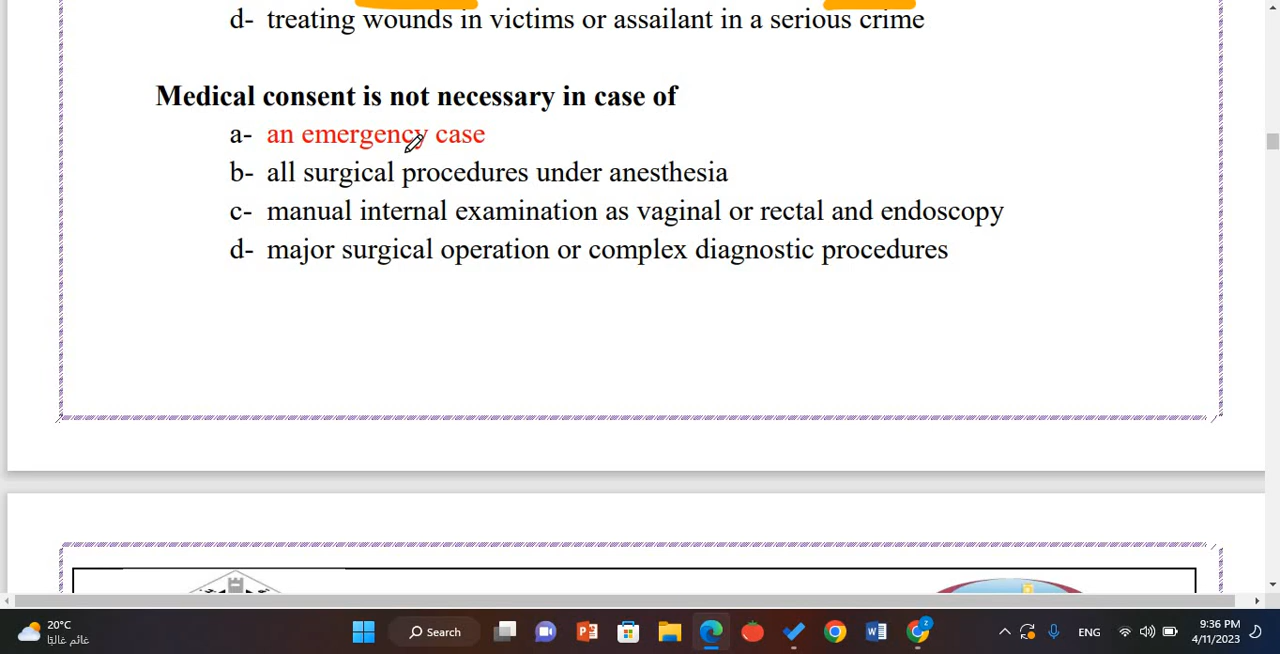 d- treating wounds in victims or assailant in a serious crime
Medical consent is not necessary in case of
a- an emergency case
b- all surgical procedures under anesthesia
c- manual internal examination as vaginal or rectal and endoscopy
d- major surgical operation or complex diagnostic procedures
20°C
غائم غالبًا
Search
ENG
9:36 PM
4/11/2023